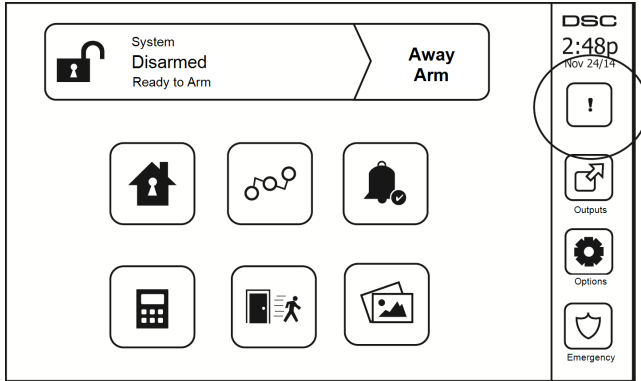 System
Disarmed
Ready to Arm
Away
Arm
DSC
2:48p
Nov 24/14
!
Outputs
Options
Emergency